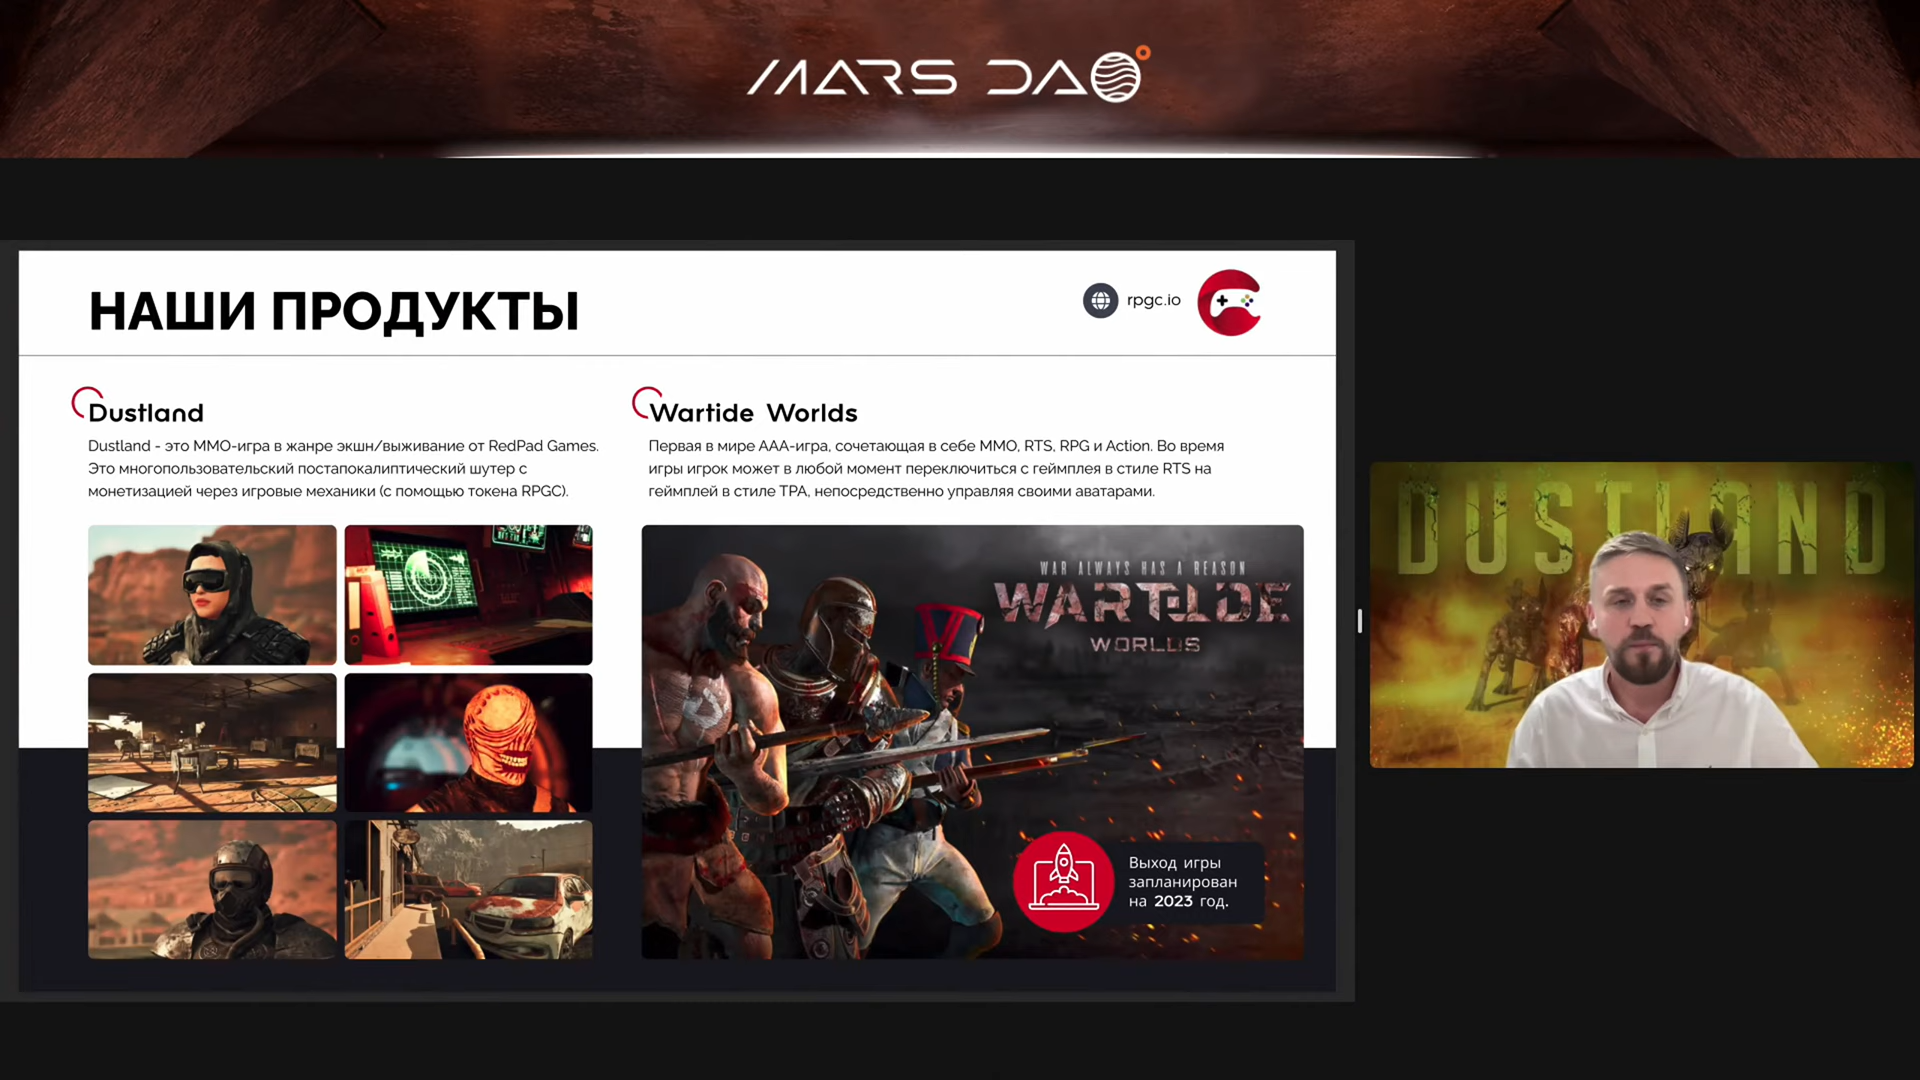 MARS DAO
НАШИ ПРОДУКТЫ
rpgc.io
Dustland
Dustland - это ММО-игра в жанре экшн/выживание от RedPad Games.
Это многопользовательский постапокалиптический шутер с
монетизацией через игровые механики (с помощью токена RPGC).
Wartide Worlds
Первая в мире ААА-игра, сочетающая в себе ММО, RTS, RPG и Action. Во время
игры игрок может в любой момент переключиться с геймплея в стиле RTS на
геймплей в стиле TPA, непосредственно управляя своими аватарами.
WAR ALWAYS HAS A REASON
WARTIDE
WORLDS
Выход игры
запланирован
на 2023 год.
DUSTLAND